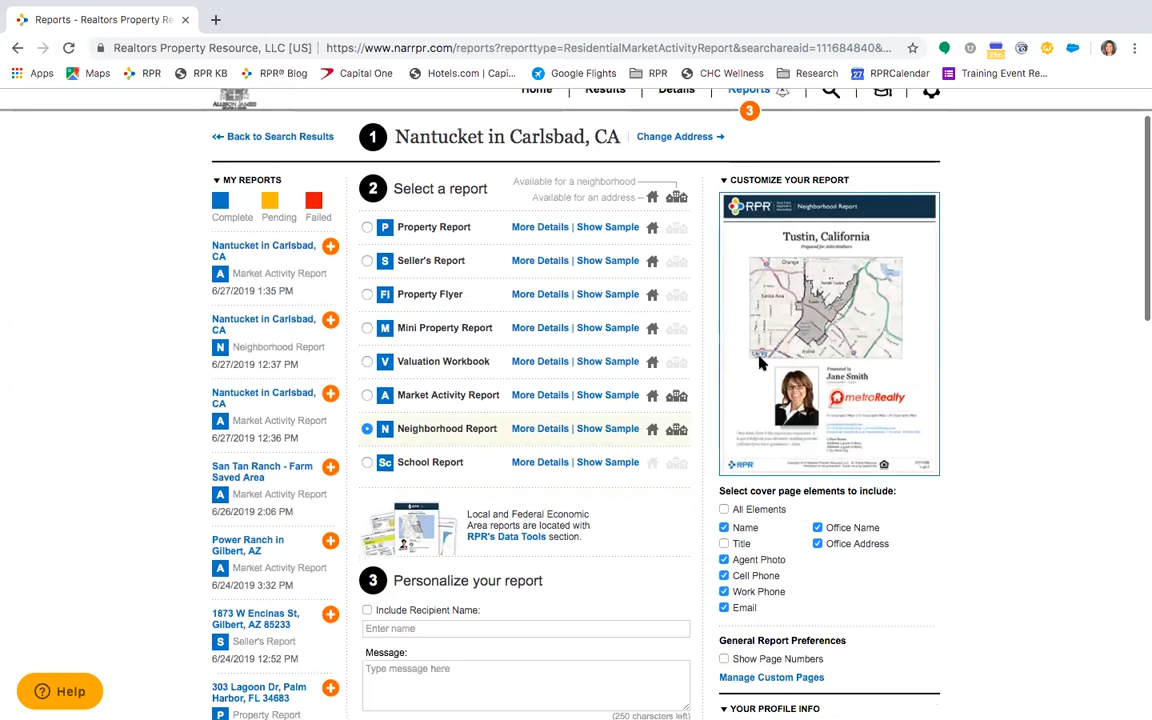 Reports - Realtors Property Re
Realtors Property Resource, LLC [US] https://www.narrpr.com/reports?reporttype=ResidentialMarketActivityReport&searchareaid=111684840&...
Apps Maps RPR RPR KB RPR® Blog Capital One Hotels.com | Capi... Google Flights RPR CHC Wellness Research 27 RPRCalendar Training Event Re...
ALLISON JAMES
Home Results Details Reports
3
Back to Search Results
1 Nantucket in Carlsbad, CA Change Address
MY REPORTS
Complete Pending Failed
Nantucket in Carlsbad,
CA
A Market Activity Report
6/27/2019 1:35 PM
Nantucket in Carlsbad,
CA
N Neighborhood Report
6/27/2019 12:37 PM
Nantucket in Carlsbad,
CA
A Market Activity Report
6/27/2019 12:36 PM
San Tan Ranch - Farm
Saved Area
A Market Activity Report
6/26/2019 2:06 PM
Power Ranch in
Gilbert, AZ
A Market Activity Report
6/24/2019 3:32 PM
1873 W Encinas St,
Gilbert, AZ 85233
S Seller's Report
6/24/2019 12:52 PM
303 Lagoon Dr, Palm
Harbor, FL 34683
P Property Report
2 Select a report
Available for a neighborhood
Available for an address
P Property Report More Details | Show Sample
S Seller's Report More Details | Show Sample
Fl Property Flyer More Details | Show Sample
M Mini Property Report More Details | Show Sample
V Valuation Workbook More Details | Show Sample
A Market Activity Report More Details | Show Sample
N Neighborhood Report More Details | Show Sample
Sc School Report More Details | Show Sample
Local and Federal Economic
Area reports are located with
RPR's Data Tools section.
3 Personalize your report
Include Recipient Name:
Enter name
Message:
Type message here
(250 characters left)
CUSTOMIZE YOUR REPORT
RPR Neighborhood Report
Tustin, California
Prepared for John Buyers
Presented by
Jane Smith
metroRealty
RPR
Select cover page elements to include:
All Elements
Name Office Name
Title Office Address
Agent Photo
Cell Phone
Work Phone
Email
General Report Preferences
Show Page Numbers
Manage Custom Pages
YOUR PROFILE INFO
Help